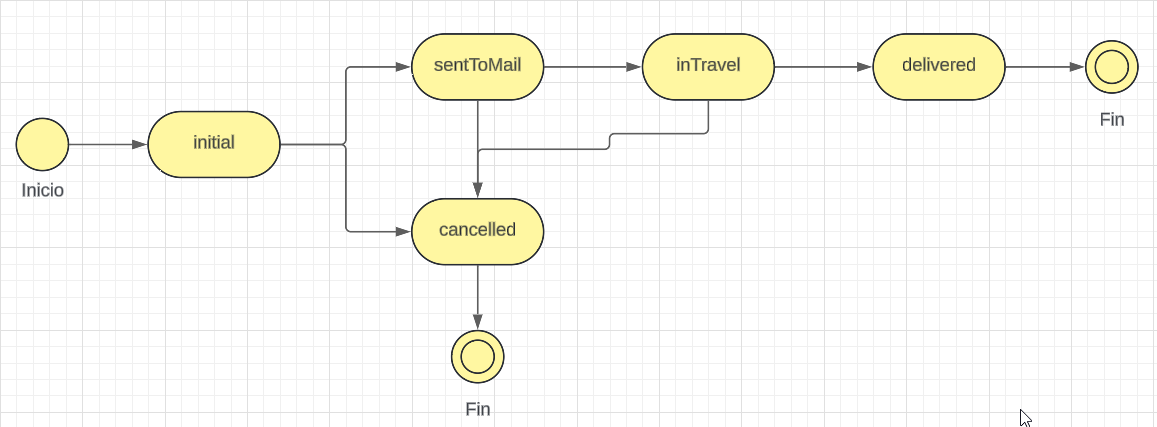 sentToMail
inTravel
delivered
Fin
initial
Inicio
cancelled
Fin